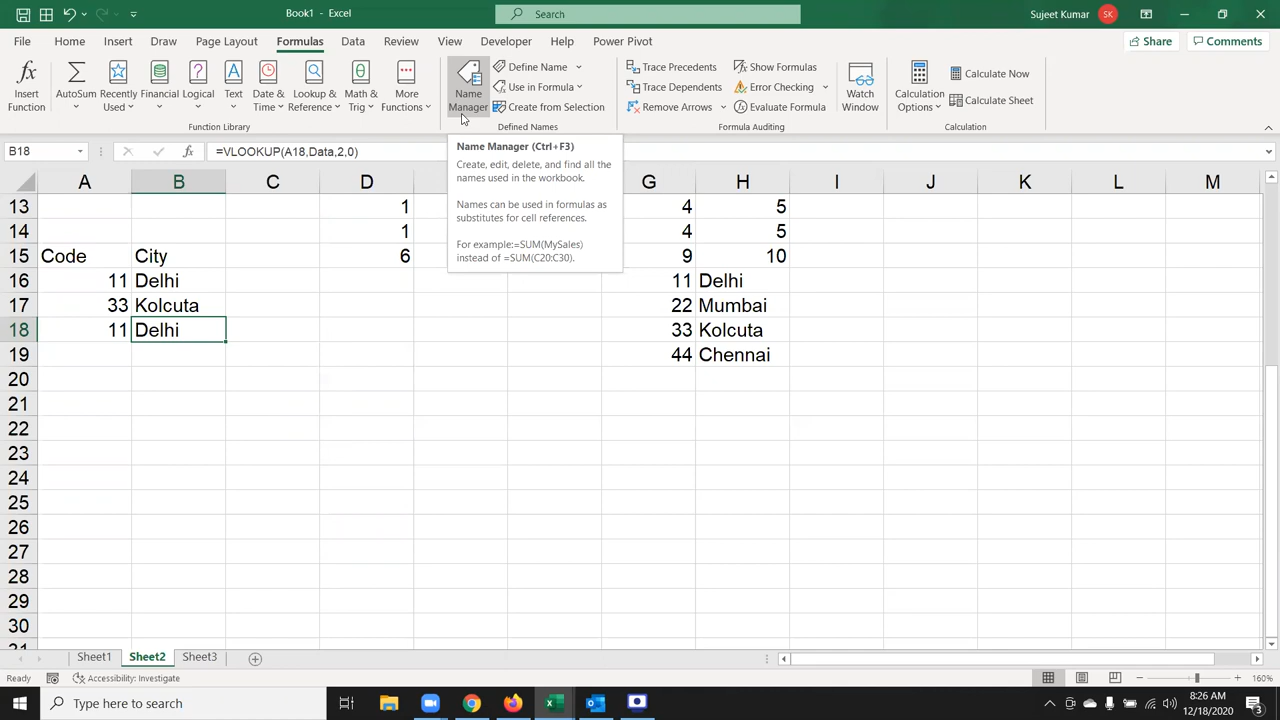 Book1 - Excel
Search
Sujeet Kumar
SK
File Home Insert Draw Page Layout Formulas Data Review View Developer Help Power Pivot
Share Comments
Insert Function
AutoSum
Recently Used
Financial
Logical
Text
Date & Time
Lookup & Reference
Math & Trig
More Functions
Function Library
Name Manager
Define Name
Use in Formula
Create from Selection
Defined Names
Trace Precedents
Trace Dependents
Remove Arrows
Show Formulas
Error Checking
Evaluate Formula
Formula Auditing
Watch Window
Calculation Options
Calculate Now
Calculate Sheet
Calculation
B18 fx =VLOOKUP(A18,Data,2,0)
Name Manager (Ctrl+F3)
Create, edit, delete, and find all the
names used in the workbook.
Names can be used in formulas as
substitutes for cell references.
For example:=SUM(MySales)
instead of =SUM(C20:C30).
A B C D G H I J K L M
13 1 4 5
14 1 4 5
15 Code City 6 9 10
16 11 Delhi 11 Delhi
17 33 Kolcuta 22 Mumbai
18 11 Delhi 33 Kolcuta
19 44 Chennai
20
21
22
23
24
25
26
27
28
29
30
Sheet1 Sheet2 Sheet3
Ready Accessibility: Investigate 160%
Type here to search
8:26 AM
12/18/2020
3